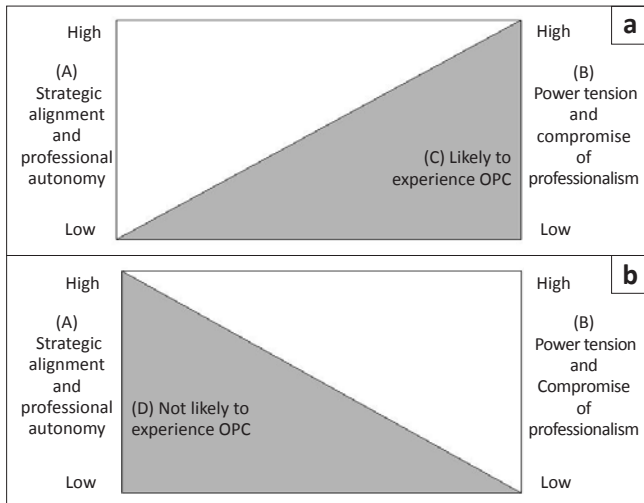 a
High
(A)
Strategic
alignment
and
professional
autonomy
Low
(C) Likely to
experience OPC
High
(B)
Power tension
and
compromise
of
professionalism
Low
b
High
(A)
Strategic
alignment
and
professional
autonomy
Low
(D) Not likely to
experience OPC
High
(B)
Power tension
and
Compromise
of
professionalism
Low